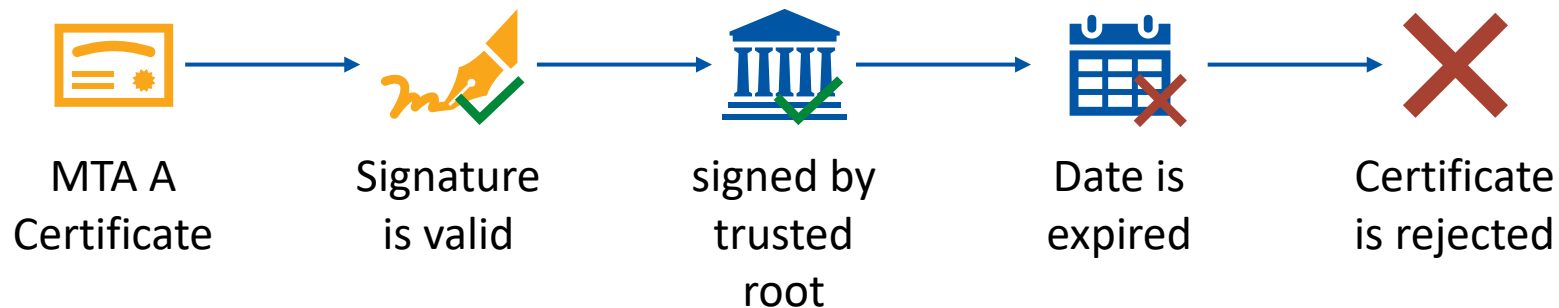 MTA A
Certificate
Signature
is valid
signed by
trusted
root
Date is
expired
Certificate
is rejected